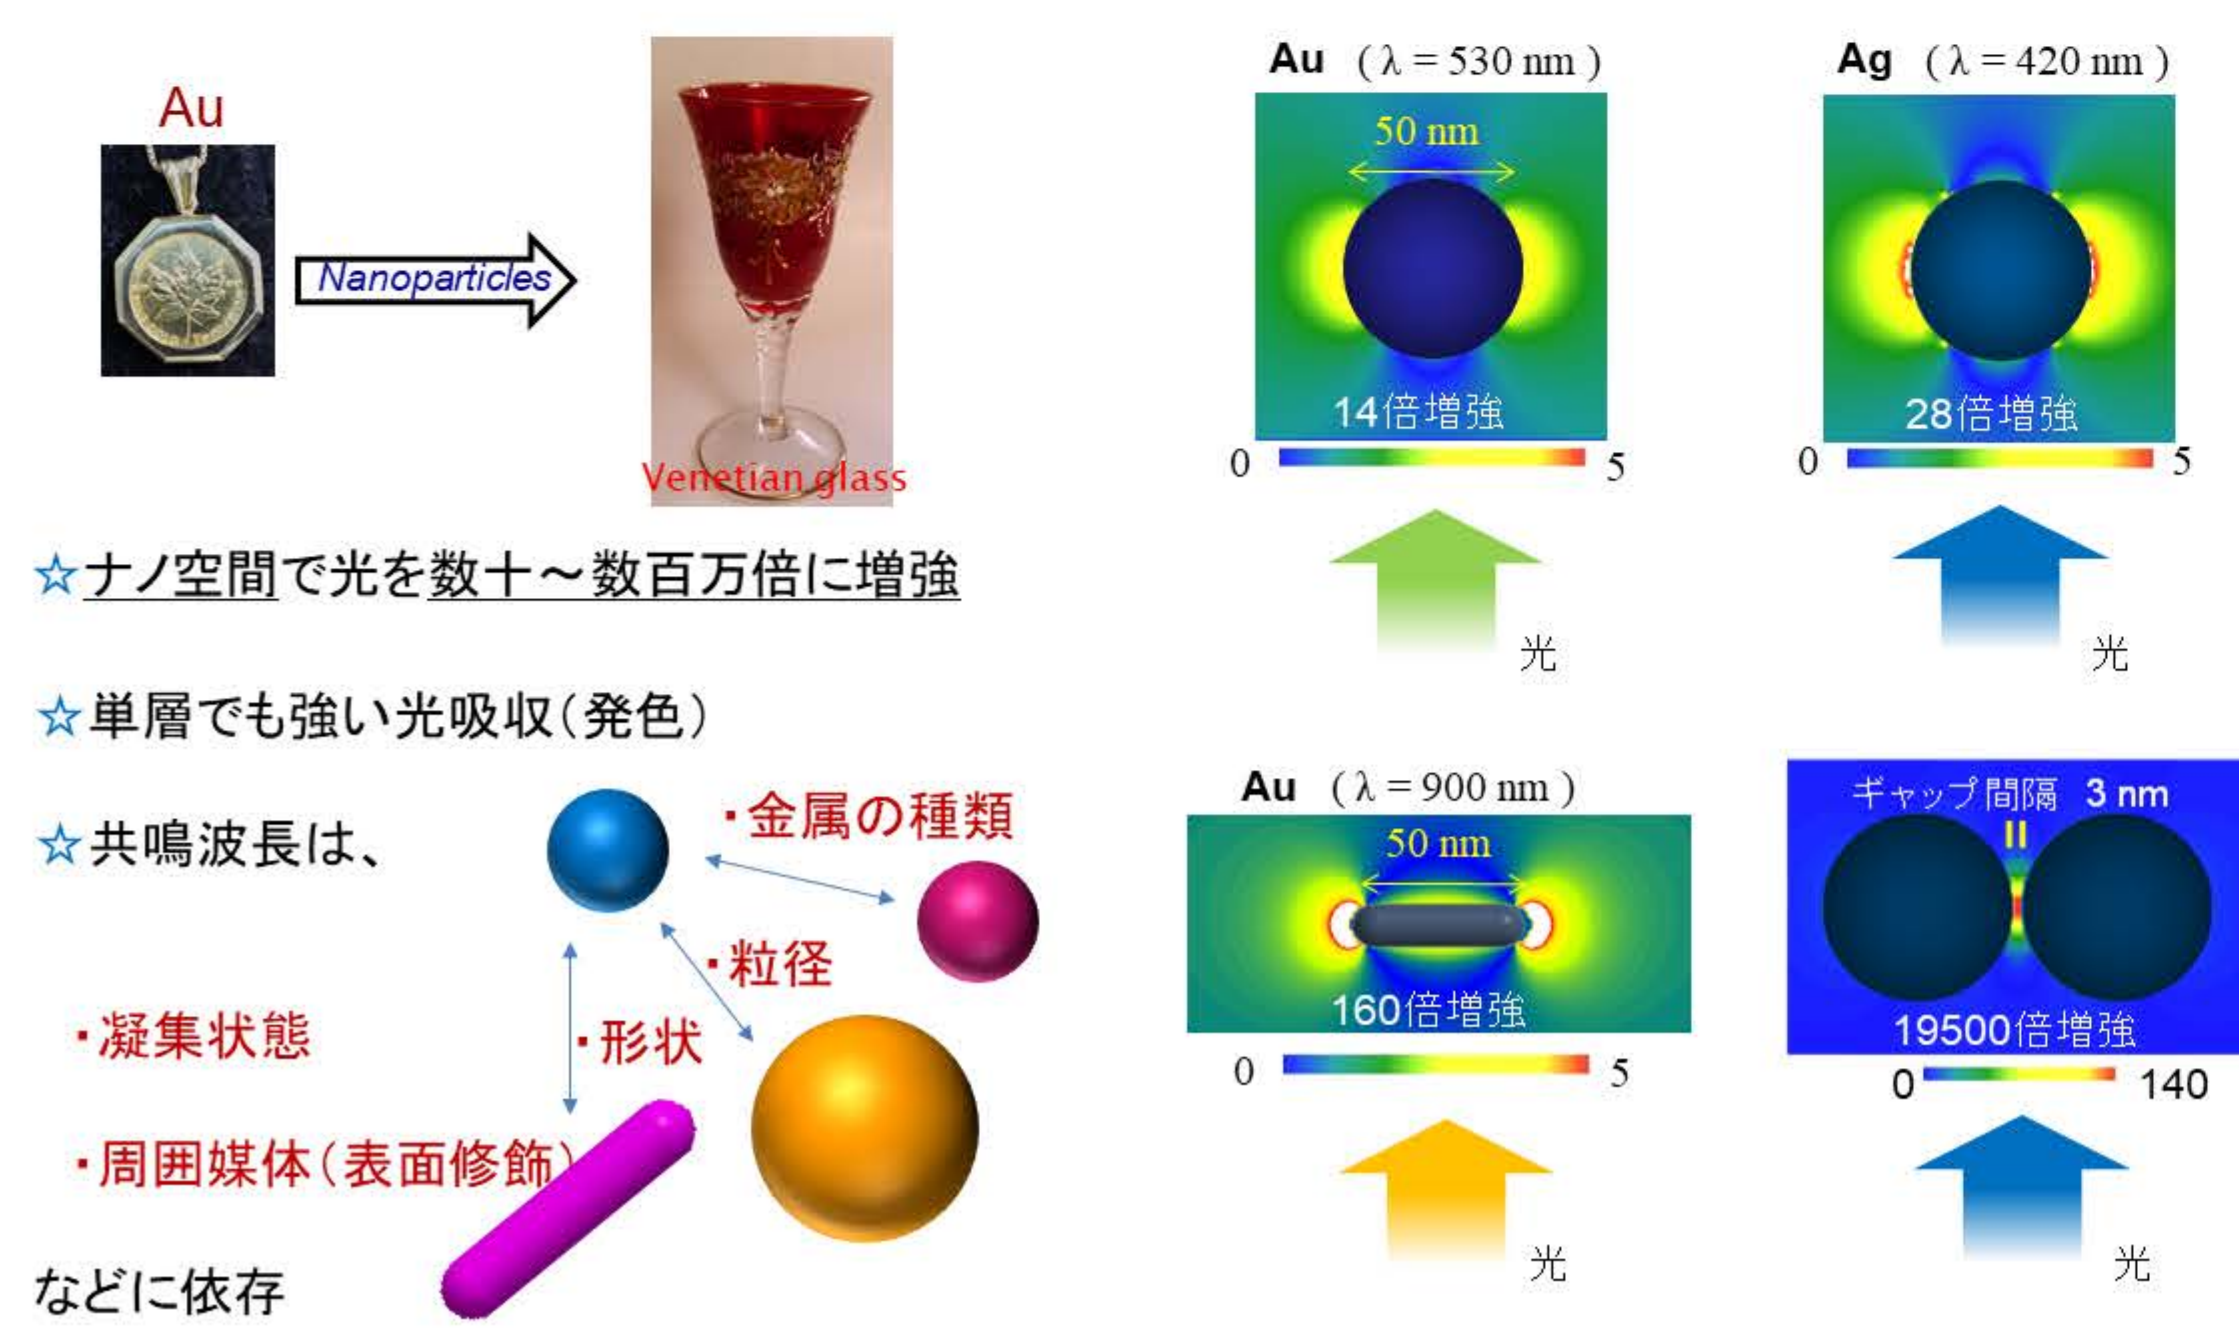 Au
Nanoparticles
Venetian glass
☆ナノ空間で光を数十～数百万倍に増強
☆単層でも強い光吸収(発色)
☆共鳴波長は、
・金属の種類
・粒径
・形状
・凝集状態
・周囲媒体(表面修飾)
などに依存
Au ( λ = 530 nm )
50 nm
14倍増強
0 5
光
Ag ( λ = 420 nm )
28倍増強
0 5
光
Au ( λ = 900 nm )
50 nm
160倍増強
0 5
光
ギャップ間隔 3 nm
19500倍増強
0 140
光